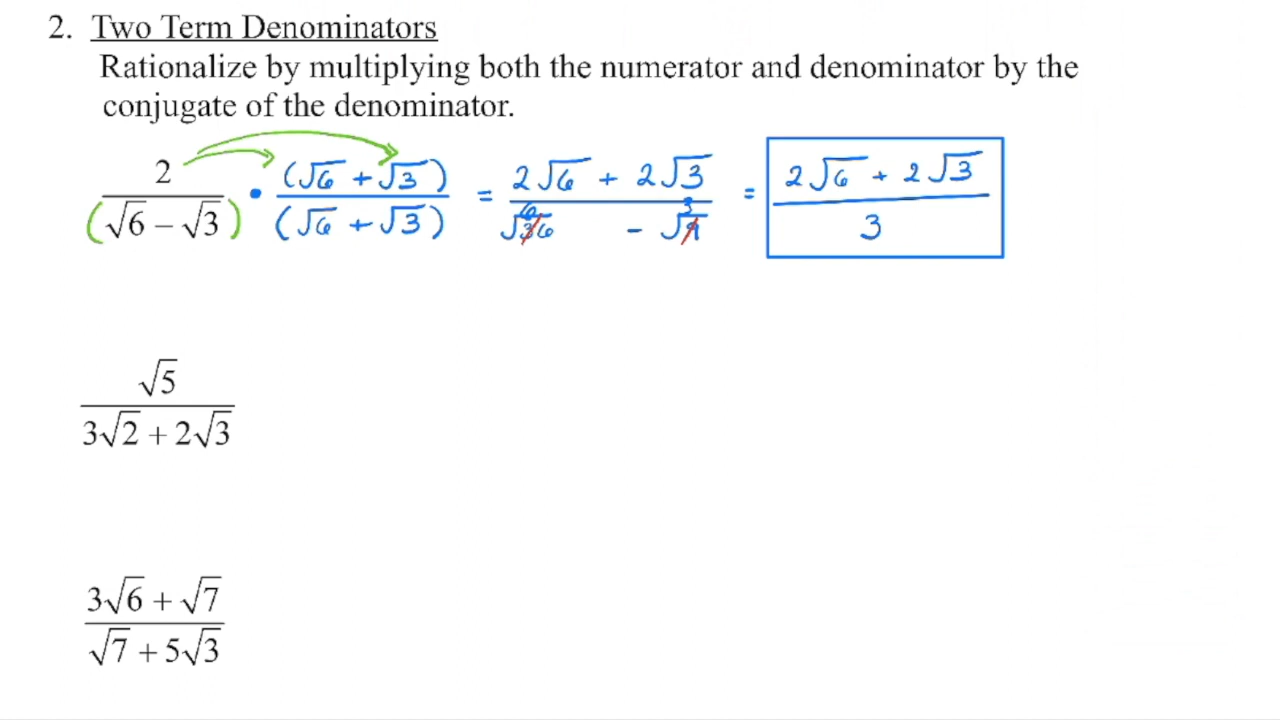 2. Two Term Denominators
Rationalize by multiplying both the numerator and denominator by the
conjugate of the denominator.
2/(√6 − √3) • (√6 + √3)/(√6 + √3) = (2√6 + 2√3)/(√36 6 − √9 3) = (2√6 + 2√3)/3
√5/(3√2 + 2√3)
(3√6 + √7)/(√7 + 5√3)